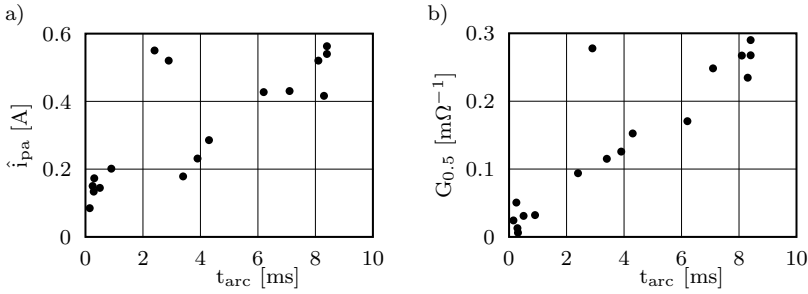 a)
0.6
0.4
0.2
0
î_pa [A]
0 2 4 6 8 10
t_arc [ms]
b)
0.3
0.2
0.1
0
G_0.5 [mΩ⁻¹]
0 2 4 6 8 10
t_arc [ms]